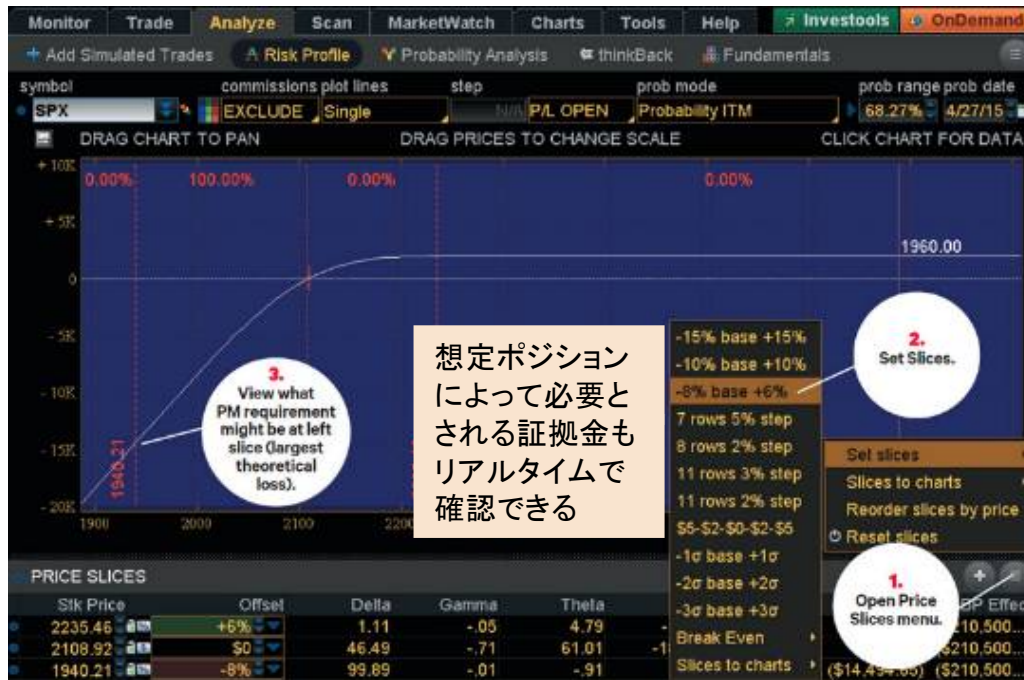 Monitor Trade Analyze Scan MarketWatch Charts Tools Help Investools OnDemand
Add Simulated Trades Risk Profile Probability Analysis thinkBack Fundamentals
symbol commissions plot lines step prob mode prob range prob date
SPX EXCLUDE Single N/A P/L OPEN Probability ITM 68.27% 4/27/15
DRAG CHART TO PAN DRAG PRICES TO CHANGE SCALE CLICK CHART FOR DATA
+ 10K
0.00% 100.00% 0.00% 0.00%
+ 5K
1960.00
0
- 5K
- 10K
- 15K
- 20K
1940.21
1900 2000 2100 2200
3.
View what
PM requirement
might be at left
slice (largest
theoretical
loss).
想定ポジション
によって必要と
される証拠金も
リアルタイムで
確認できる
-15% base +15%
-10% base +10%
-8% base +6%
7 rows 5% step
8 rows 2% step
11 rows 3% step
11 rows 2% step
$5-$2-$0-$2-$5
-1σ base +1σ
-2σ base +2σ
-3σ base +3σ
Break Even
Slices to charts
2.
Set Slices.
Set slices
Slices to charts
Reorder slices by price
Reset slices
1.
Open Price
Slices menu.
PRICE SLICES
Stk Price Offset Delta Gamma Theta BP Effec
2235.46 +6% 1.11 -.05 4.79 210,500...
2108.92 $0 46.49 -.71 61.01 ($210,500...
1940.21 -8% 99.89 -.01 -.91 ($14,494.65) ($210,500...